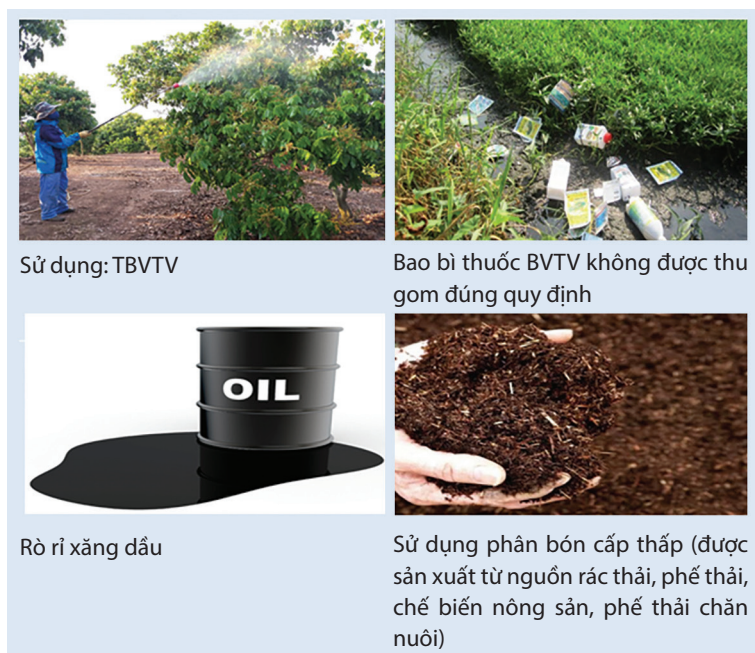 Sử dụng: TBVTV
Bao bì thuốc BVTV không được thu
gom đúng quy định
OIL
Rò rỉ xăng dầu
Sử dụng phân bón cấp thấp (được
sản xuất từ nguồn rác thải, phế thải,
chế biến nông sản, phế thải chăn
nuôi)